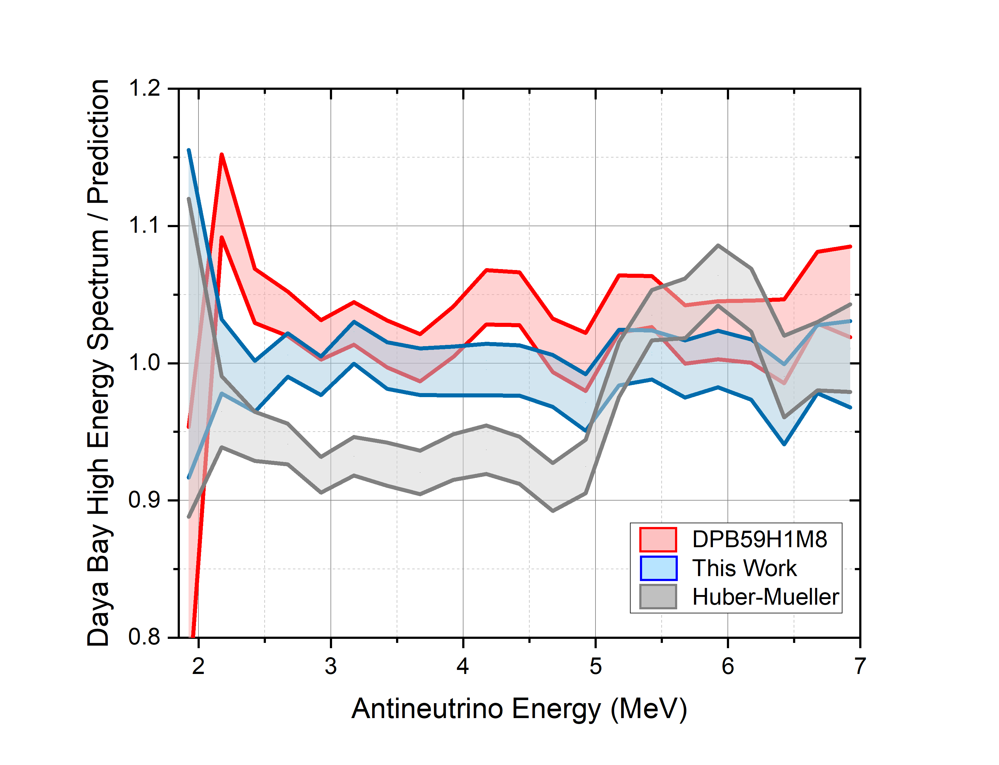 Daya Bay High Energy Spectrum / Prediction
1.2
1.1
1.0
0.9
0.8
DPB59H1M8
This Work
Huber-Mueller
2 3 4 5 6 7
Antineutrino Energy (MeV)